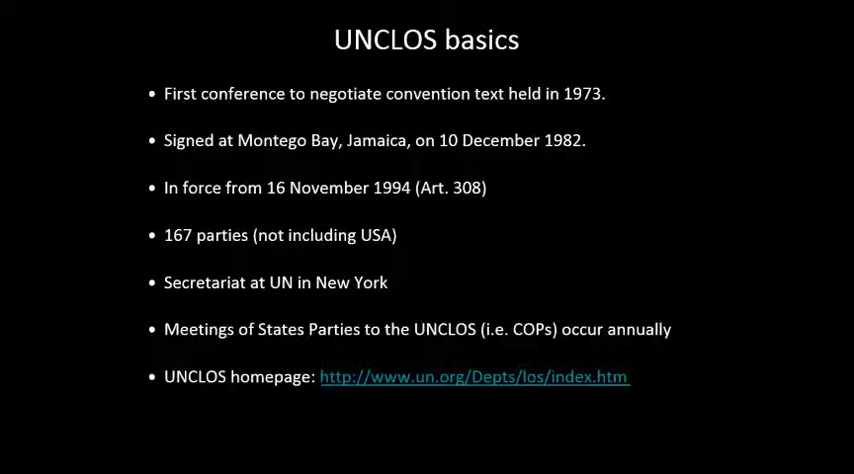 UNCLOS basics
• First conference to negotiate convention text held in 1973.
• Signed at Montego Bay, Jamaica, on 10 December 1982.
• In force from 16 November 1994 (Art. 308)
• 167 parties (not including USA)
• Secretariat at UN in New York
• Meetings of States Parties to the UNCLOS (i.e. COPs) occur annually
• UNCLOS homepage: http://www.un.org/Depts/los/index.htm